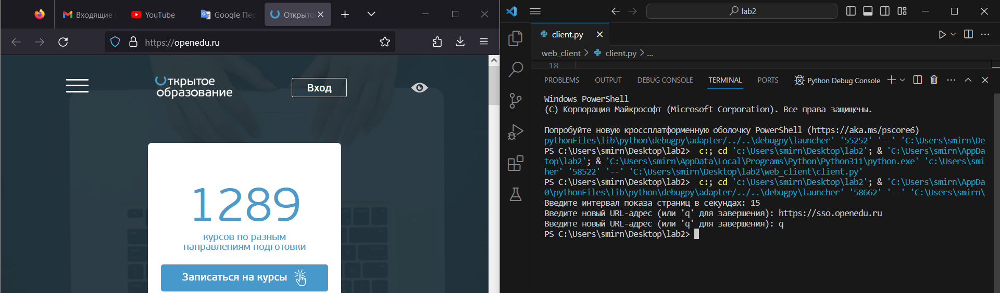 Входящие (
YouTube
Google Пер
Открыто
https://openedu.ru
Ͻткрытое
образование
Вход
1289
курсов по разным
направлениям подготовки
Записаться на курсы
lab2
client.py
web_client > client.py > ...
18
PROBLEMS OUTPUT DEBUG CONSOLE TERMINAL PORTS Python Debug Console
Windows PowerShell
(C) Корпорация Майкрософт (Microsoft Corporation). Все права защищены.
Попробуйте новую кроссплатформенную оболочку PowerShell (https://aka.ms/pscore6)
pythonFiles\lib\python\debugpy\adapter/../..\debugpy\launcher' '55252' '--' 'C:\Users\smirn\De
PS C:\Users\smirn\Desktop\lab2>  c:; cd 'c:\Users\smirn\Desktop\lab2'; & 'C:\Users\smirn\AppDa
top\lab2'; & 'C:\Users\smirn\AppData\Local\Programs\Python\Python311\python.exe' 'c:\Users\smi
her' '58522' '--' 'C:\Users\smirn\Desktop\lab2\web_client\client.py'
PS C:\Users\smirn\Desktop\lab2>  c:; cd 'c:\Users\smirn\Desktop\lab2'; & 'C:\Users\smirn\AppDa
0\pythonFiles\lib\python\debugpy\adapter/../..\debugpy\launcher' '58662' '--' 'C:\Users\smirn\
Введите интервал показа страниц в секундах: 15
Введите новый URL-адрес (или 'q' для завершения): https://sso.openedu.ru
Введите новый URL-адрес (или 'q' для завершения): q
PS C:\Users\smirn\Desktop\lab2>